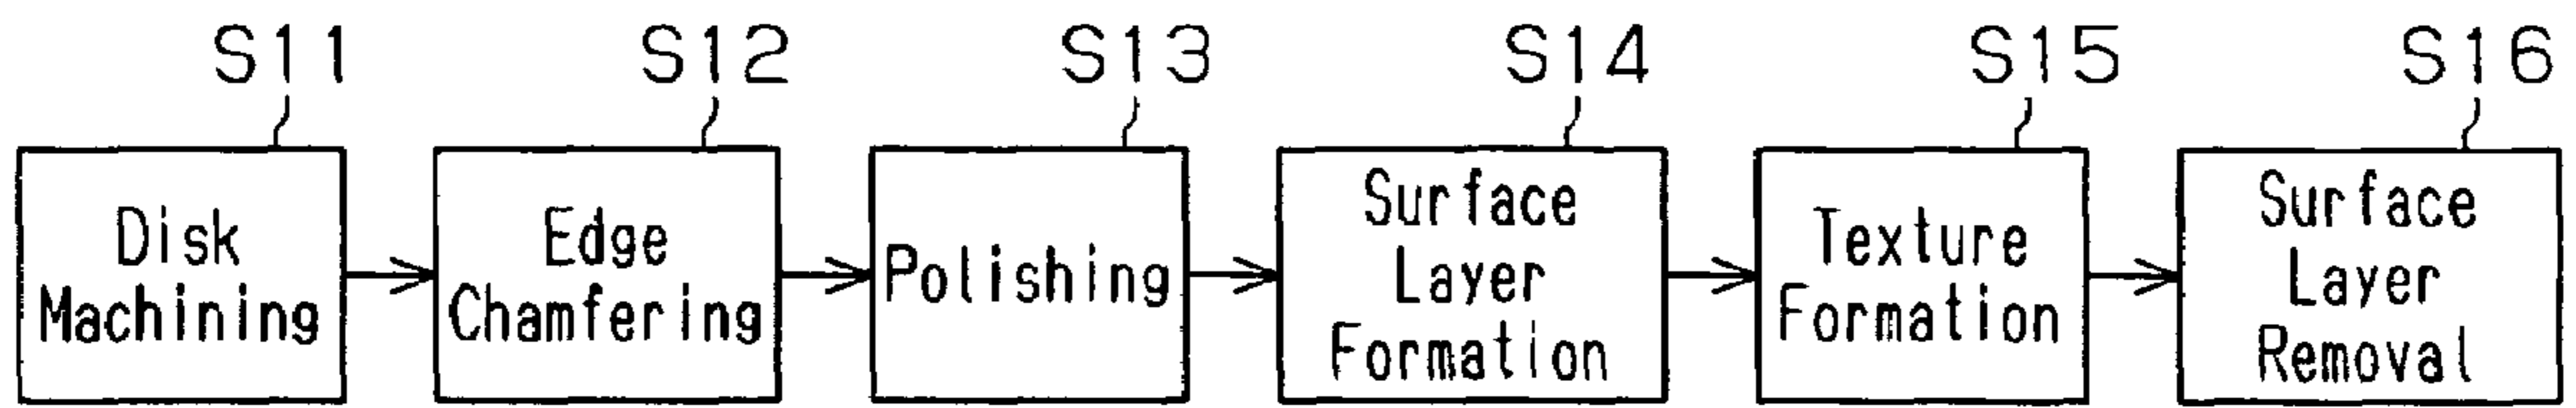 S11 S12 S13 S14 S15 S16
Disk
Machining
Edge
Chamfering
Polishing
Surface
Layer
Formation
Texture
Formation
Surface
Layer
Removal